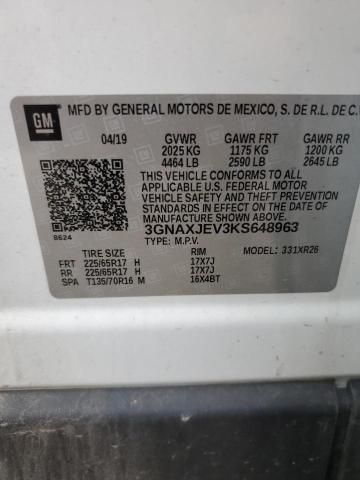 GM
MFD BY GENERAL MOTORS DE MEXICO, S. DE R.L. DE C.V.
04/19 GVWR GAWR FRT GAWR RR
2025 KG 1175 KG 1200 KG
4464 LB 2590 LB 2645 LB
THIS VEHICLE CONFORMS TO ALL
APPLICABLE U.S. FEDERAL MOTOR
VEHICLE SAFETY AND THEFT PREVENTION
STANDARDS IN EFFECT ON THE DATE OF
MANUFACTURE SHOWN ABOVE.
3GNAXJEV3KS648963
8624
TYPE: M.P.V. MODEL: 331XR26
TIRE SIZE RIM
FRT 225/65R17 H 17X7J
RR 225/65R17 H 17X7J
SPA T135/70R16 M 16X4BT